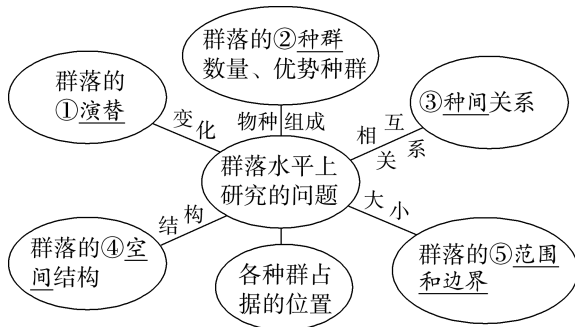 群落的②种群
数量、优势种群
群落的
①演替
③种间关系
变化
物种组成
相互
关系
群落水平上
研究的问题
结构
大小
群落的④空
间结构
各种群占
据的位置
群落的⑤范围
和边界